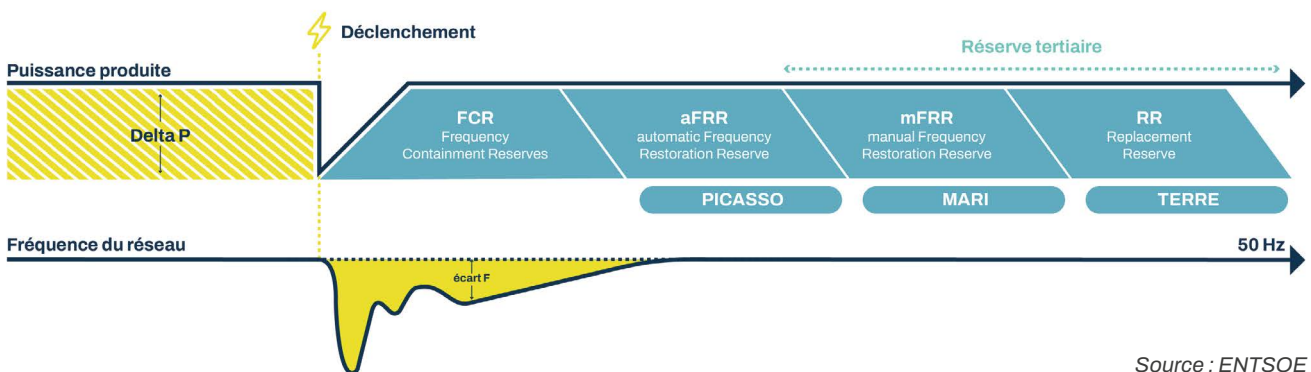 Déclenchement
Réserve tertiaire
Puissance produite
Delta P
FCR
Frequency
Containment Reserves
aFRR
automatic Frequency
Restoration Reserve
mFRR
manual Frequency
Restoration Reserve
RR
Replacement
Reserve
PICASSO
MARI
TERRE
Fréquence du réseau
50 Hz
écart F
Source : ENTSOE